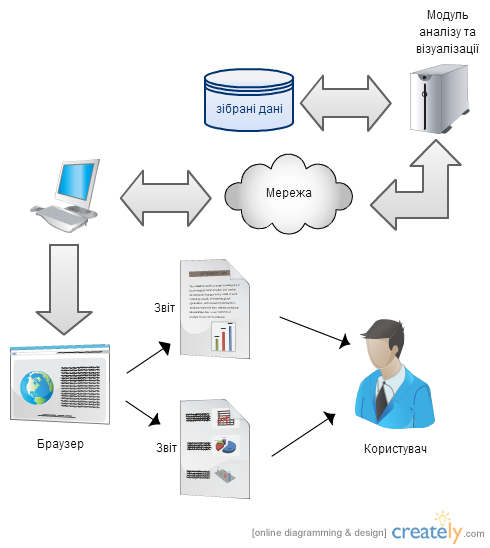 Модуль
аналізу та
візуалізації
зібрані дані
Мережа
Звіт
Браузер
Звіт
Користувач
[online diagramming & design] creately.com